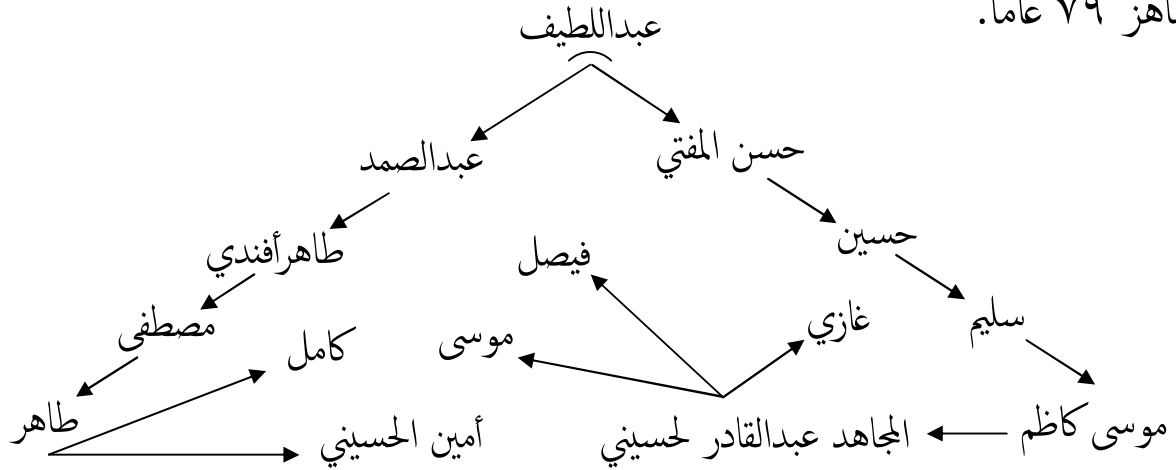 ناهز ٧٩ عاما.
عبداللطيف
حسن المفتي
عبدالصمد
حسين
طاهرأفندي
فيصل
سليم
غازي
مصطفى
موسى
كامل
موسى كاظم
المجاهد عبدالقادر لحسيني
أمين الحسيني
طاهر